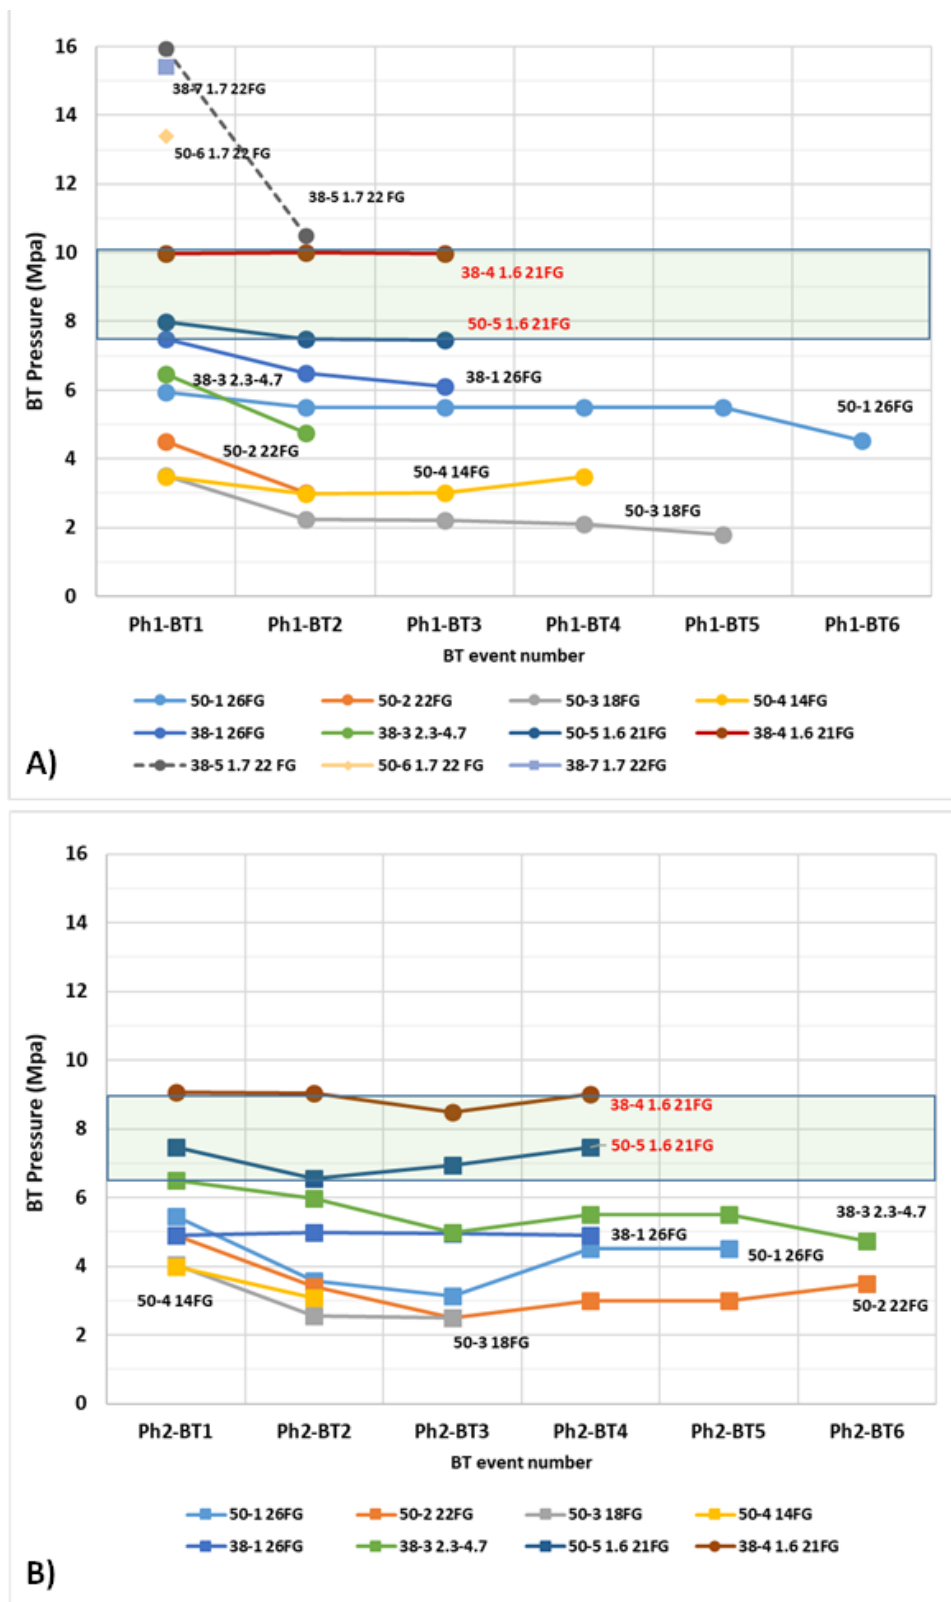 16
38-7 1.7 22FG
14
50-6 1.7 22 FG
12
38-5 1.7 22 FG
10
38-4 1.6 21FG
8
50-5 1.6 21FG
38-3 2.3-4.7
38-1 26FG
6
50-1 26FG
50-2 22FG
50-4 14FG
4
50-3 18FG
2
0
BT Pressure (Mpa)
Ph1-BT1 Ph1-BT2 Ph1-BT3 Ph1-BT4 Ph1-BT5 Ph1-BT6
BT event number
50-1 26FG 50-2 22FG 50-3 18FG 50-4 14FG
38-1 26FG 38-3 2.3-4.7 50-5 1.6 21FG 38-4 1.6 21FG
38-5 1.7 22 FG 50-6 1.7 22 FG 38-7 1.7 22FG
A)
16
14
12
10
38-4 1.6 21FG
8
50-5 1.6 21FG
6
38-3 2.3-4.7
38-1 26FG
50-1 26FG
4
50-4 14FG
50-2 22FG
50-3 18FG
2
0
BT Pressure (Mpa)
Ph2-BT1 Ph2-BT2 Ph2-BT3 Ph2-BT4 Ph2-BT5 Ph2-BT6
BT event number
50-1 26FG 50-2 22FG 50-3 18FG 50-4 14FG
38-1 26FG 38-3 2.3-4.7 50-5 1.6 21FG 38-4 1.6 21FG
B)